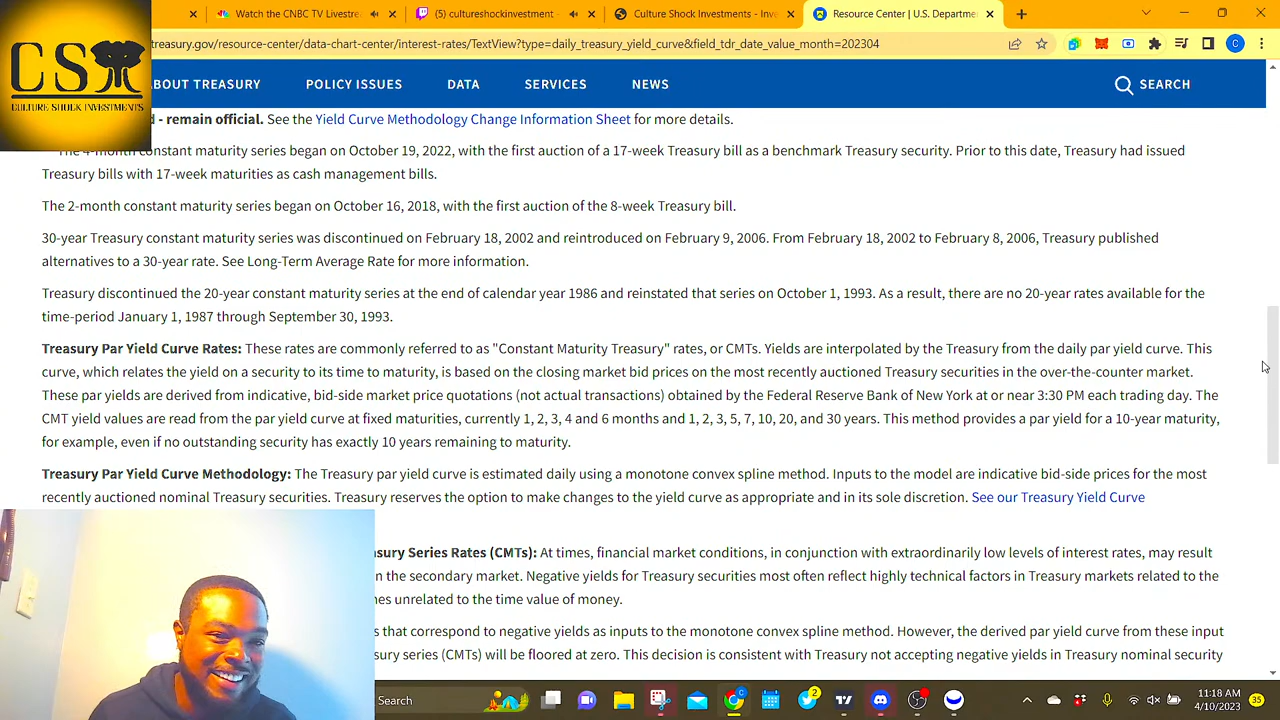 Watch the CNBC TV Livestre
(5) cultureshockinvestment
Culture Shock Investments - Inv
Resource Center | U.S. Departme
treasury.gov/resource-center/data-chart-center/interest-rates/TextView?type=daily_treasury_yield_curve&field_tdr_date_value_month=202304
CS
CULTURE SHOCK INVESTMENTS
BOUT TREASURY POLICY ISSUES DATA SERVICES NEWS SEARCH
d - remain official. See the Yield Curve Methodology Change Information Sheet for more details.
The 4-month constant maturity series began on October 19, 2022, with the first auction of a 17-week Treasury bill as a benchmark Treasury security. Prior to this date, Treasury had issued
Treasury bills with 17-week maturities as cash management bills.
The 2-month constant maturity series began on October 16, 2018, with the first auction of the 8-week Treasury bill.
30-year Treasury constant maturity series was discontinued on February 18, 2002 and reintroduced on February 9, 2006. From February 18, 2002 to February 8, 2006, Treasury published
alternatives to a 30-year rate. See Long-Term Average Rate for more information.
Treasury discontinued the 20-year constant maturity series at the end of calendar year 1986 and reinstated that series on October 1, 1993. As a result, there are no 20-year rates available for the
time-period January 1, 1987 through September 30, 1993.
Treasury Par Yield Curve Rates: These rates are commonly referred to as "Constant Maturity Treasury" rates, or CMTs. Yields are interpolated by the Treasury from the daily par yield curve. This
curve, which relates the yield on a security to its time to maturity, is based on the closing market bid prices on the most recently auctioned Treasury securities in the over-the-counter market.
These par yields are derived from indicative, bid-side market price quotations (not actual transactions) obtained by the Federal Reserve Bank of New York at or near 3:30 PM each trading day. The
CMT yield values are read from the par yield curve at fixed maturities, currently 1, 2, 3, 4 and 6 months and 1, 2, 3, 5, 7, 10, 20, and 30 years. This method provides a par yield for a 10-year maturity,
for example, even if no outstanding security has exactly 10 years remaining to maturity.
Treasury Par Yield Curve Methodology: The Treasury par yield curve is estimated daily using a monotone convex spline method. Inputs to the model are indicative bid-side prices for the most
recently auctioned nominal Treasury securities. Treasury reserves the option to make changes to the yield curve as appropriate and in its sole discretion. See our Treasury Yield Curve
asury Series Rates (CMTs): At times, financial market conditions, in conjunction with extraordinarily low levels of interest rates, may result
n the secondary market. Negative yields for Treasury securities most often reflect highly technical factors in Treasury markets related to the
nes unrelated to the time value of money.
s that correspond to negative yields as inputs to the monotone convex spline method. However, the derived par yield curve from these input
sury series (CMTs) will be floored at zero. This decision is consistent with Treasury not accepting negative yields in Treasury nominal security
Search
2
11:18 AM
4/10/2023
35